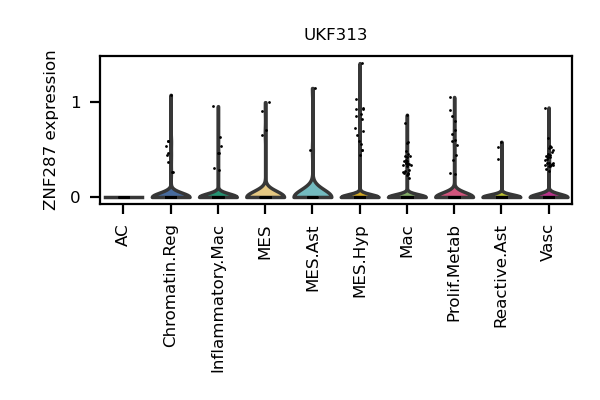 UKF313
ZNF287 expression
1
0
AC
Chromatin.Reg
Inflammatory.Mac
MES
MES.Ast
MES.Hyp
Mac
Prolif.Metab
Reactive.Ast
Vasc